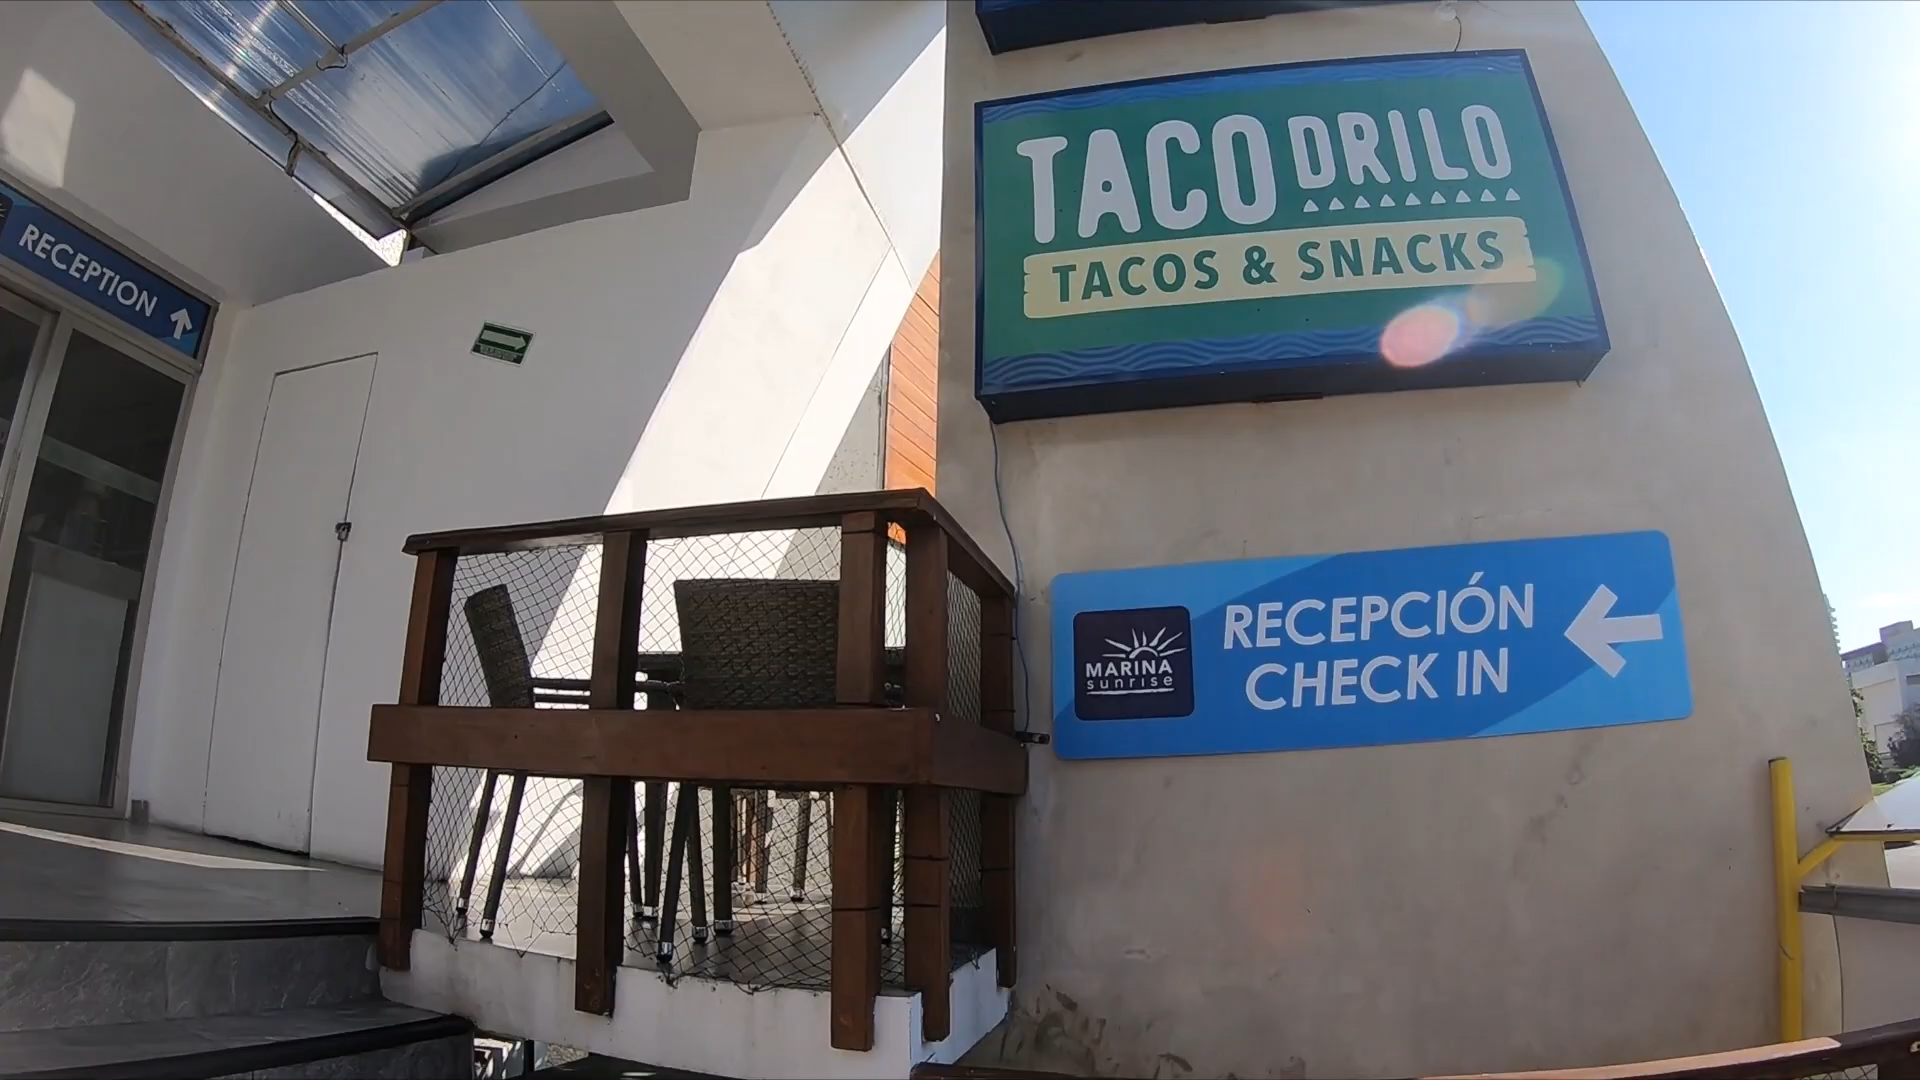 RECEPTION
TACO DRILO
TACOS & SNACKS
MARINA
sunrise
RECEPCIÓN
CHECK IN